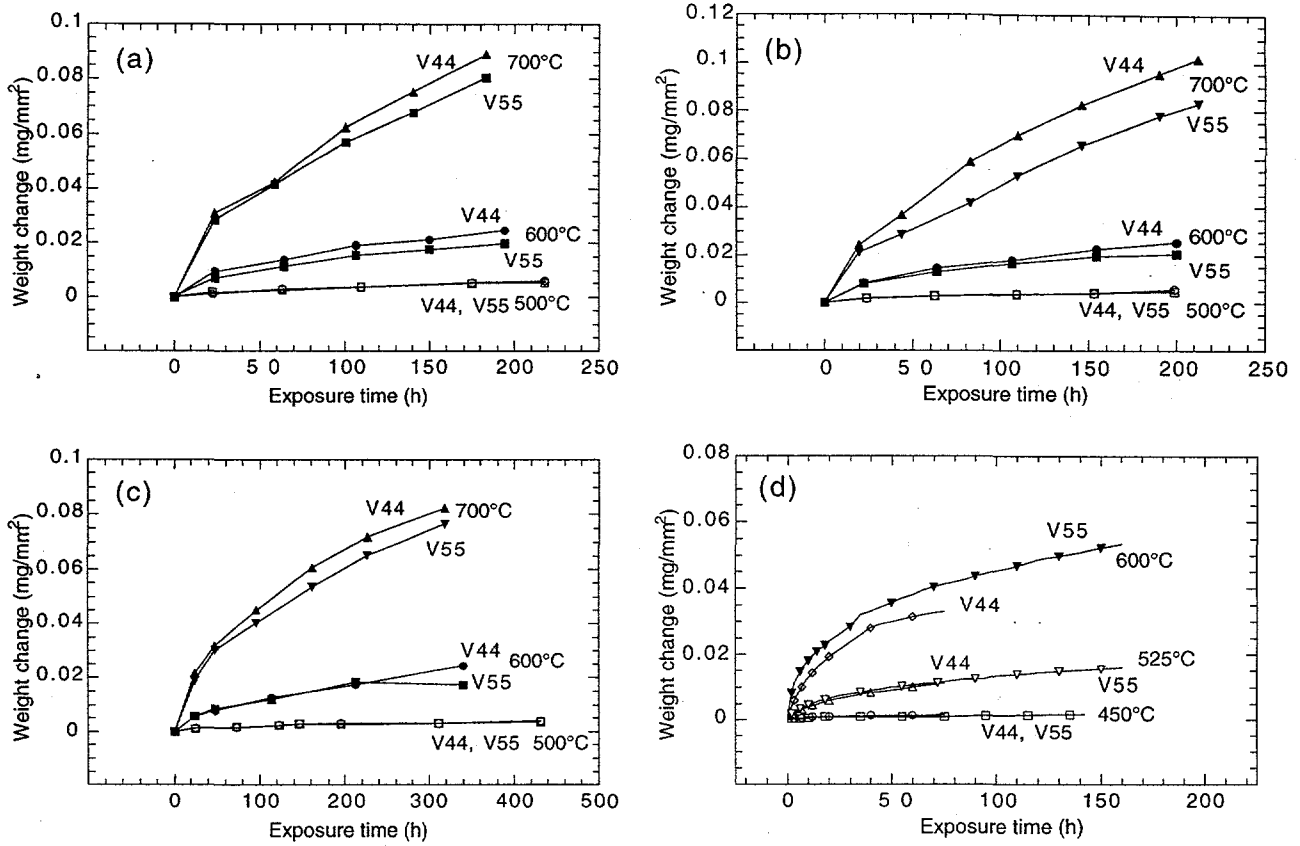 (a)
Weight change (mg/mm²)
0.1
0.08
0.06
0.04
0.02
0
V44
700°C
V55
V44
600°C
V55
V44, V55 500°C
0 5 0 100 150 200 250
Exposure time (h)
(b)
Weight change (mg/mm²)
0.12
0.1
0.08
0.06
0.04
0.02
0
V44
700°C
V55
V44
600°C
V55
V44, V55 500°C
0 5 0 100 150 200 250
Exposure time (h)
(c)
Weight change (mg/mm²)
0.1
0.08
0.06
0.04
0.02
0
V44
700°C
V55
V44
600°C
V55
V44, V55 500°C
0 100 200 300 400 500
Exposure time (h)
(d)
Weight change (mg/mm²)
0.08
0.06
0.04
0.02
0
V55
600°C
V44
V44
525°C
V55
450°C
V44, V55
0 5 0 100 150 200
Exposure time (h)